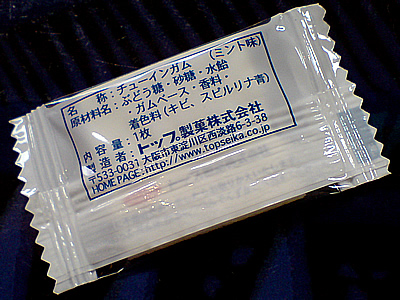 名 称:チューインガム (ミント味)
原材料名:ぶどう糖・砂糖・水飴
・ガムベース・香料・
着色料(キビ、スピルリナ青)
内容量:1枚
製造者:トップ製菓株式会社
〒533-0031 大阪市東淀川区西淡路6-3-38
HOME PAGE:http://www.topseika.co.jp